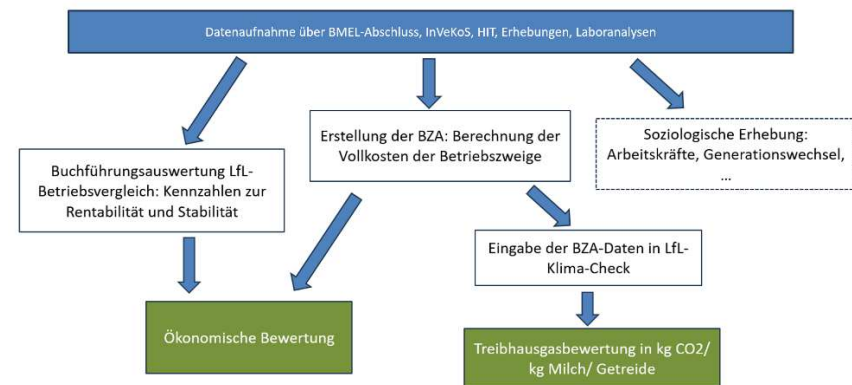 Datenaufnahme über BMEL-Abschluss, InVeKoS, HIT, Erhebungen, Laboranalysen
Buchführungsauswertung LfL-
Betriebsvergleich: Kennzahlen zur
Rentabilität und Stabilität
Erstellung der BZA: Berechnung der
Vollkosten der Betriebszweige
Soziologische Erhebung:
Arbeitskräfte, Generationswechsel,
...
Eingabe der BZA-Daten in LfL-
Klima-Check
Ökonomische Bewertung
Treibhausgasbewertung in kg CO2/
kg Milch/ Getreide